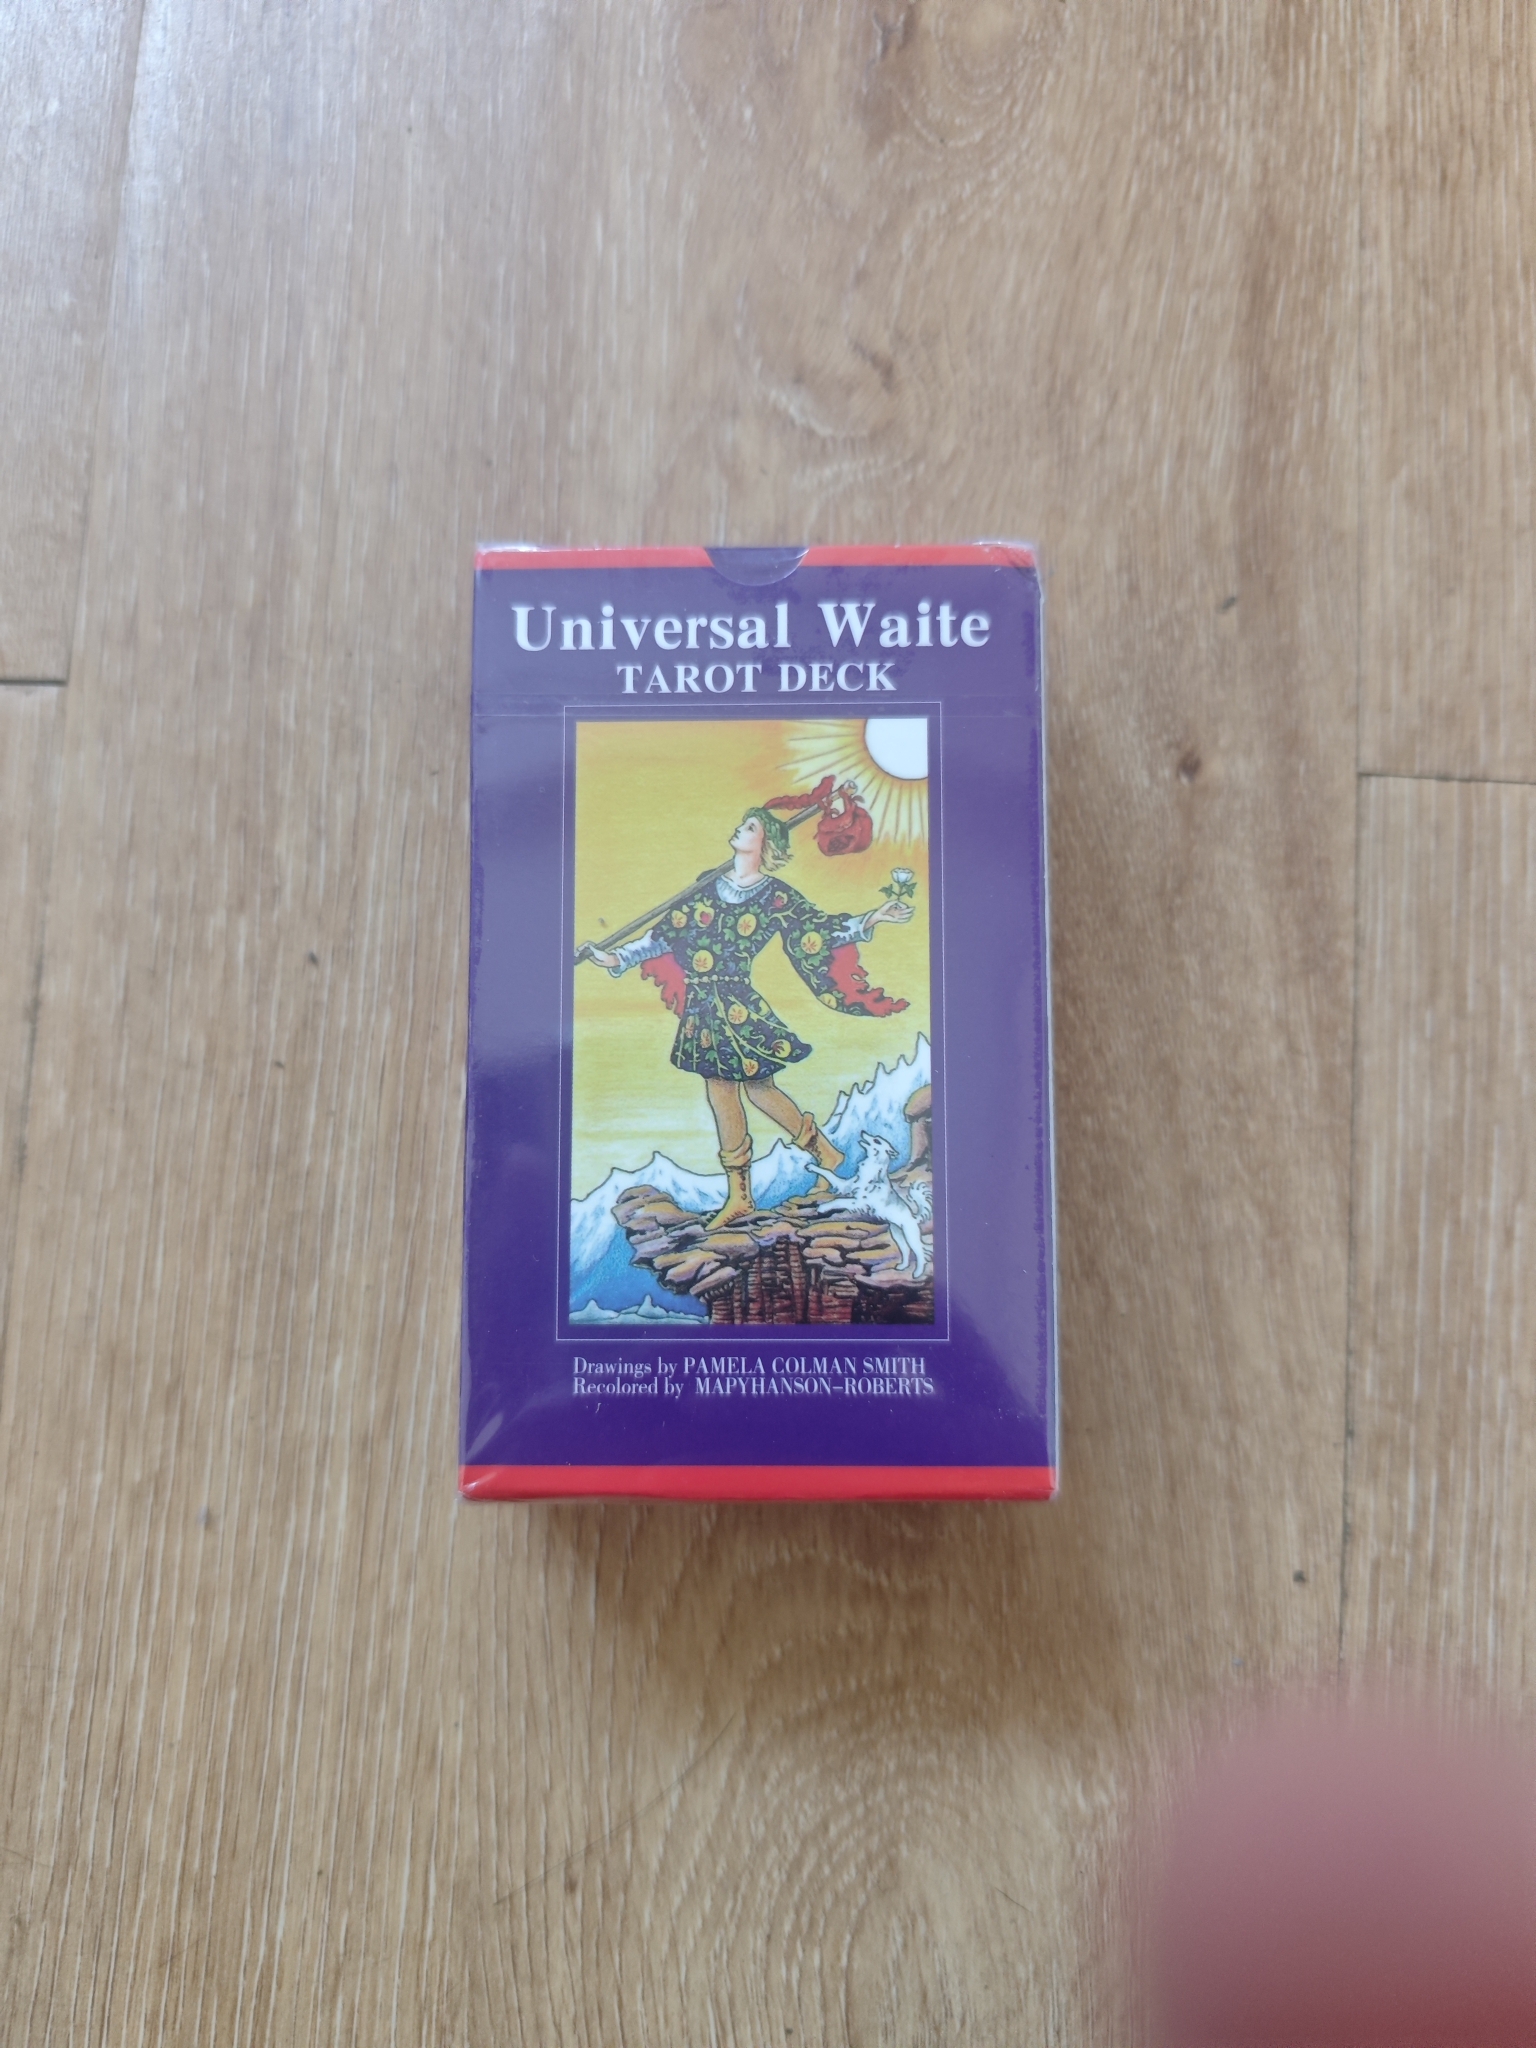 Universal Waite
TAROT DECK
Drawings by PAMELA COLMAN SMITH
Recolored by MAPYHANSON-ROBERTS